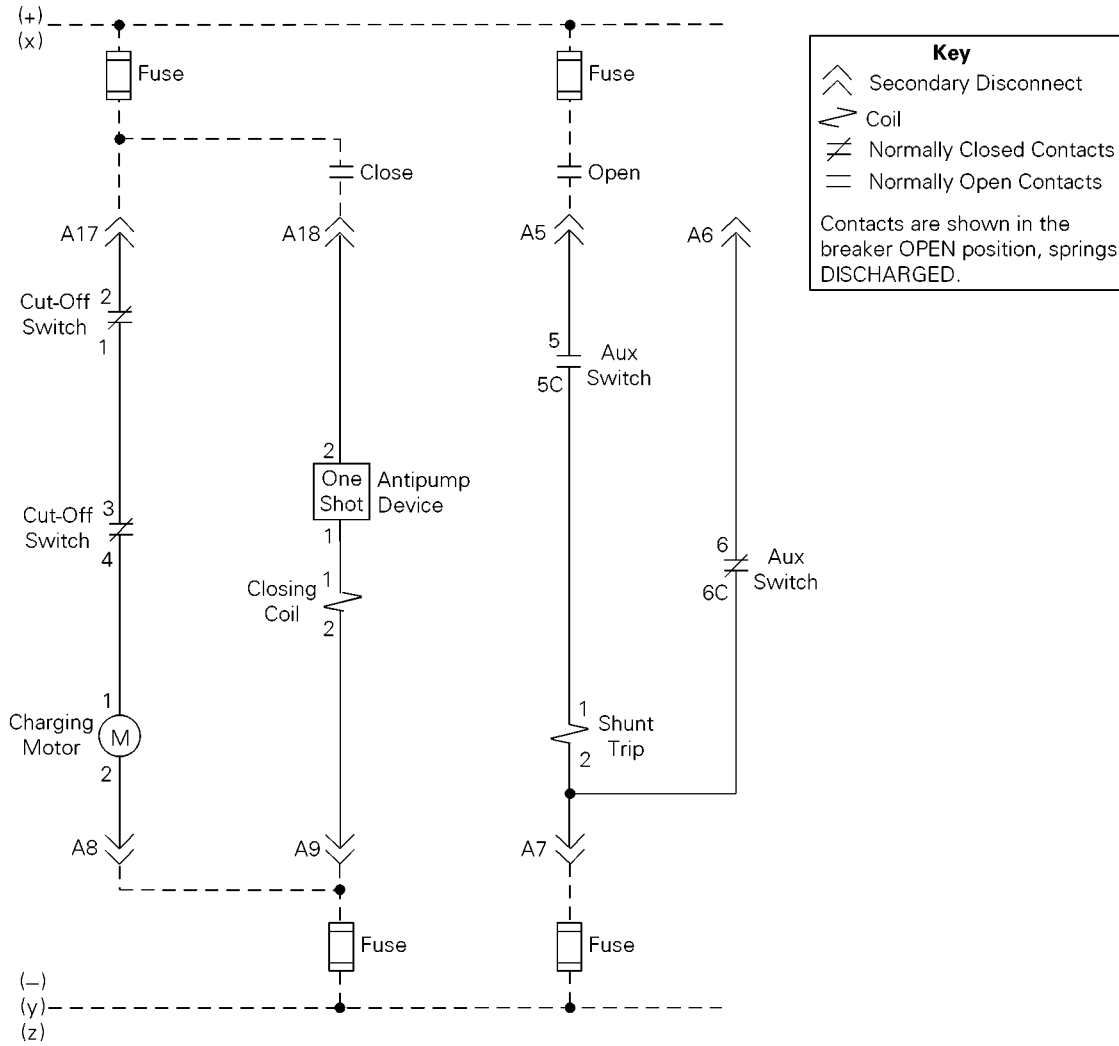 (+)
(x)
Fuse
Fuse
Close
Open
A17
A18
A5
A6
2
Cut-Off
Switch
1
5
Aux
Switch
5C
2
One
Shot
Antipump
Device
1
3
Cut-Off
Switch
4
1
Closing
Coil
2
6
Aux
Switch
6C
1
Charging
Motor
M
2
1
Shunt
Trip
2
A8
A9
A7
Fuse
Fuse
(—)
(y)
(z)
Key
Secondary Disconnect
Coil
Normally Closed Contacts
Normally Open Contacts
Contacts are shown in the
breaker OPEN position, springs
DISCHARGED.